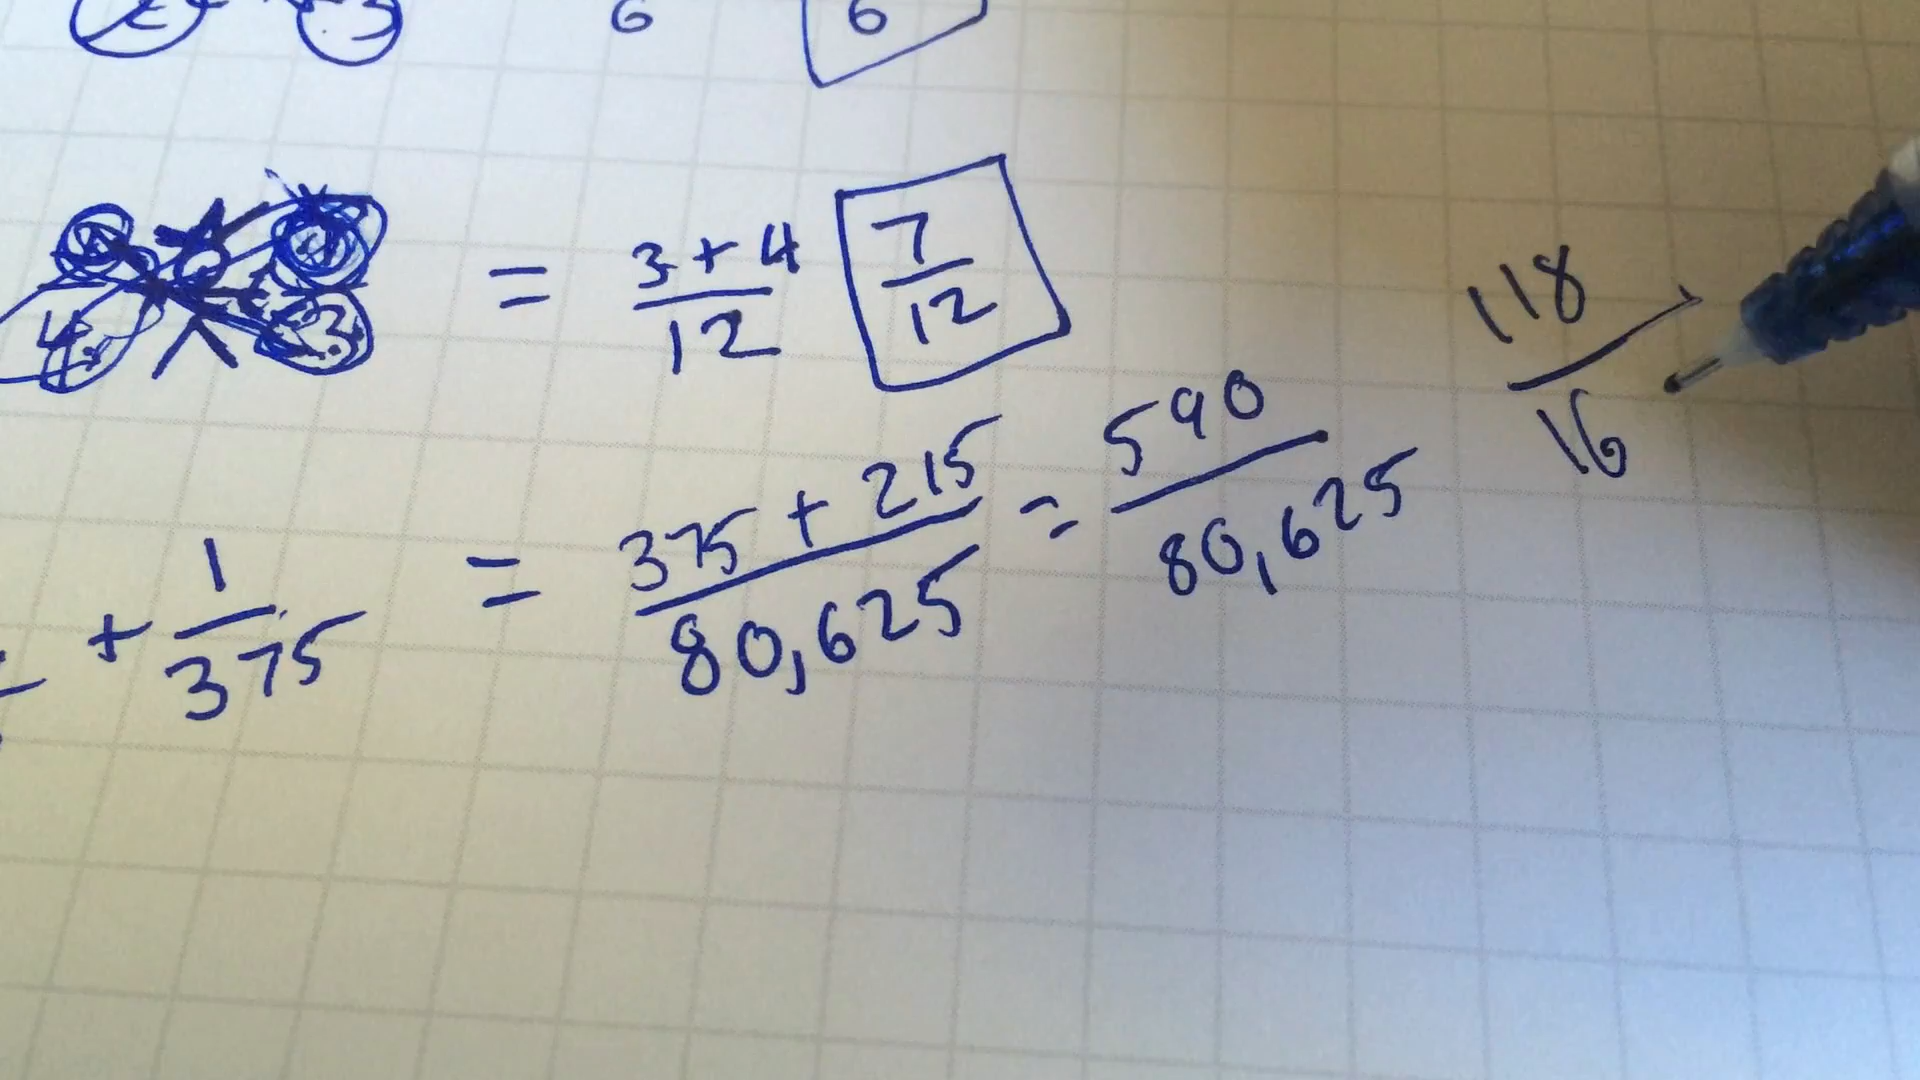 6 6
= 3+4/12 7/12
+ 1/375 = 375 + 215/80,625 = 590/80,625 118/16